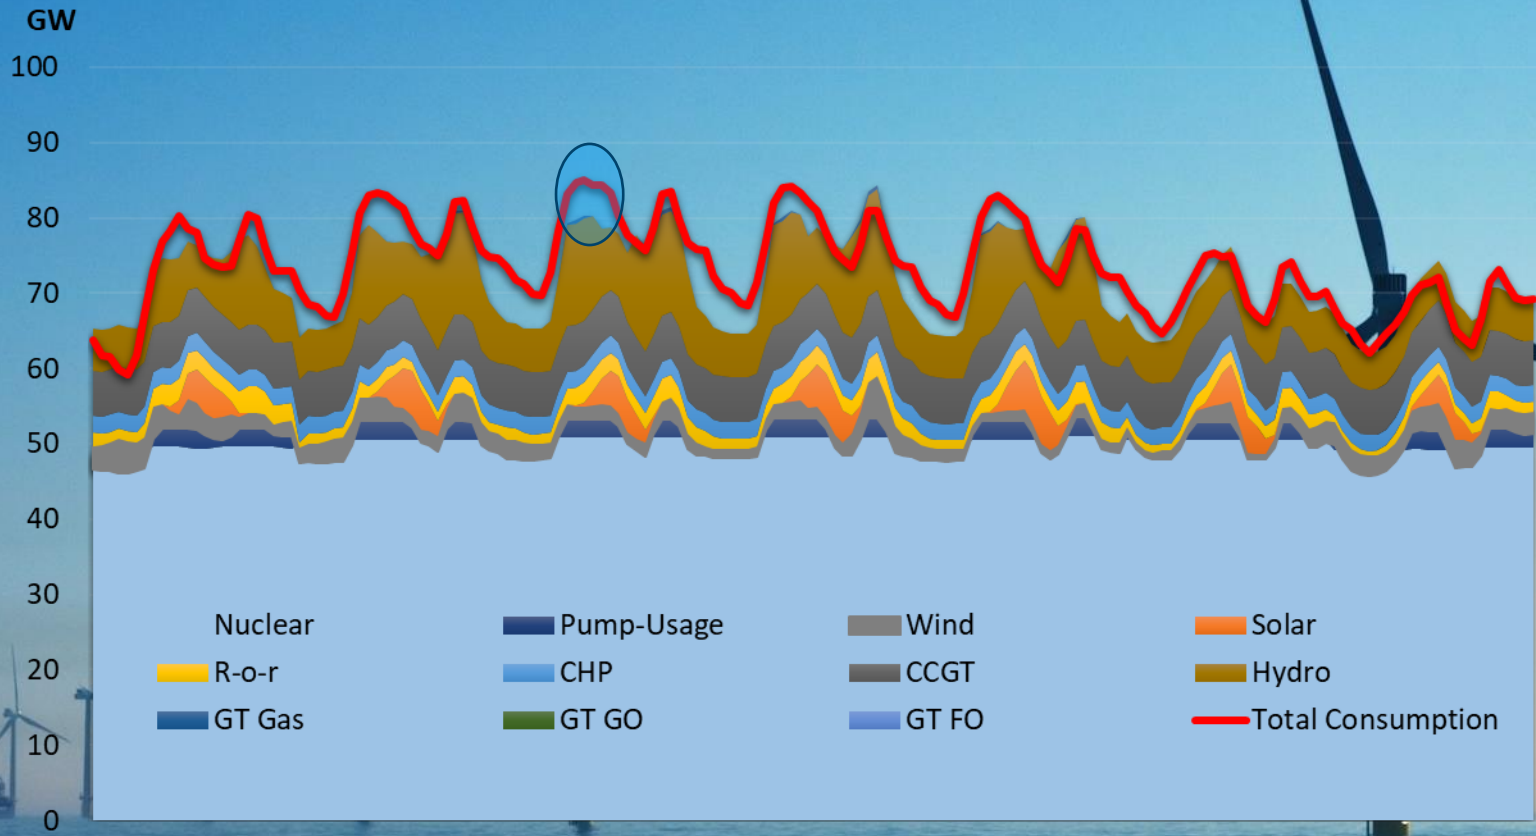 GW
100
90
80
70
60
50
40
30
20
10
0
Nuclear Pump-Usage Wind Solar
R-o-r CHP CCGT Hydro
GT Gas GT GO GT FO Total Consumption